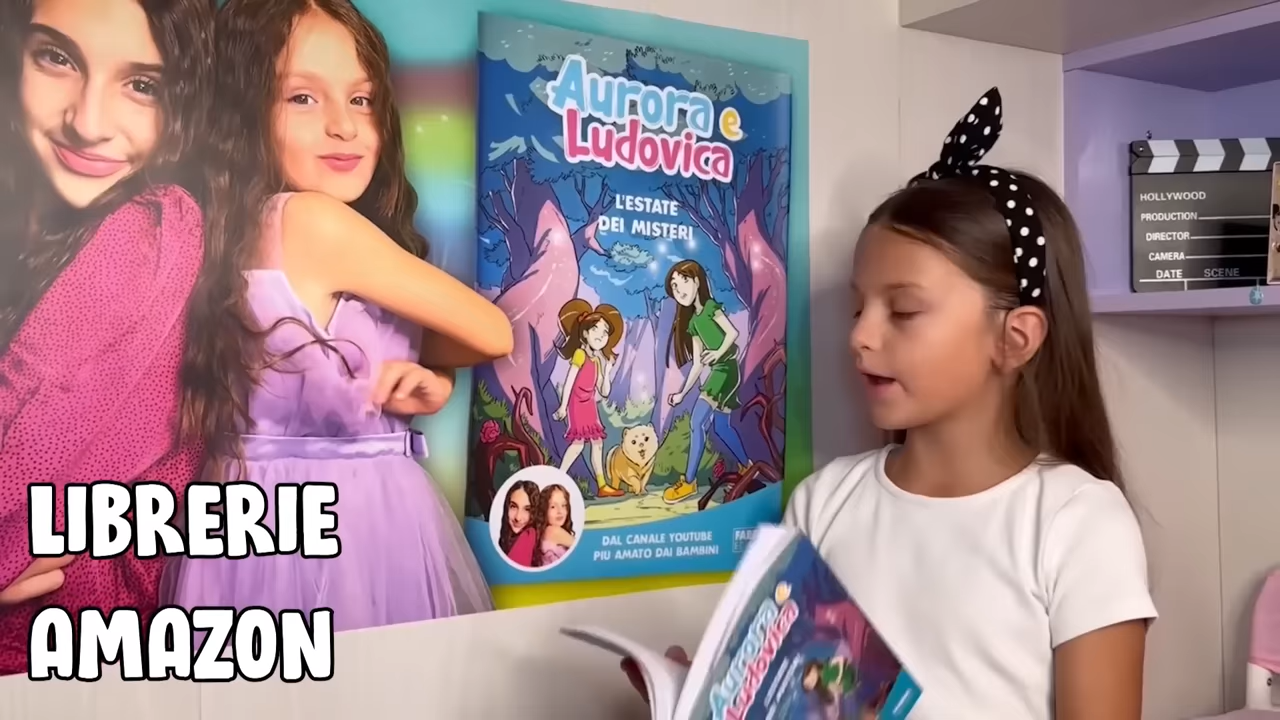 Aurora e
Ludovica
L'ESTATE
DEI MISTERI
DAL CANALE YOUTUBE
PIU AMATO DAI BAMBINI
HOLLYWOOD
PRODUCTION
DIRECTOR
CAMERA
DATE SCENE
LIBRERIE
AMAZON
Aurora e
Ludovica